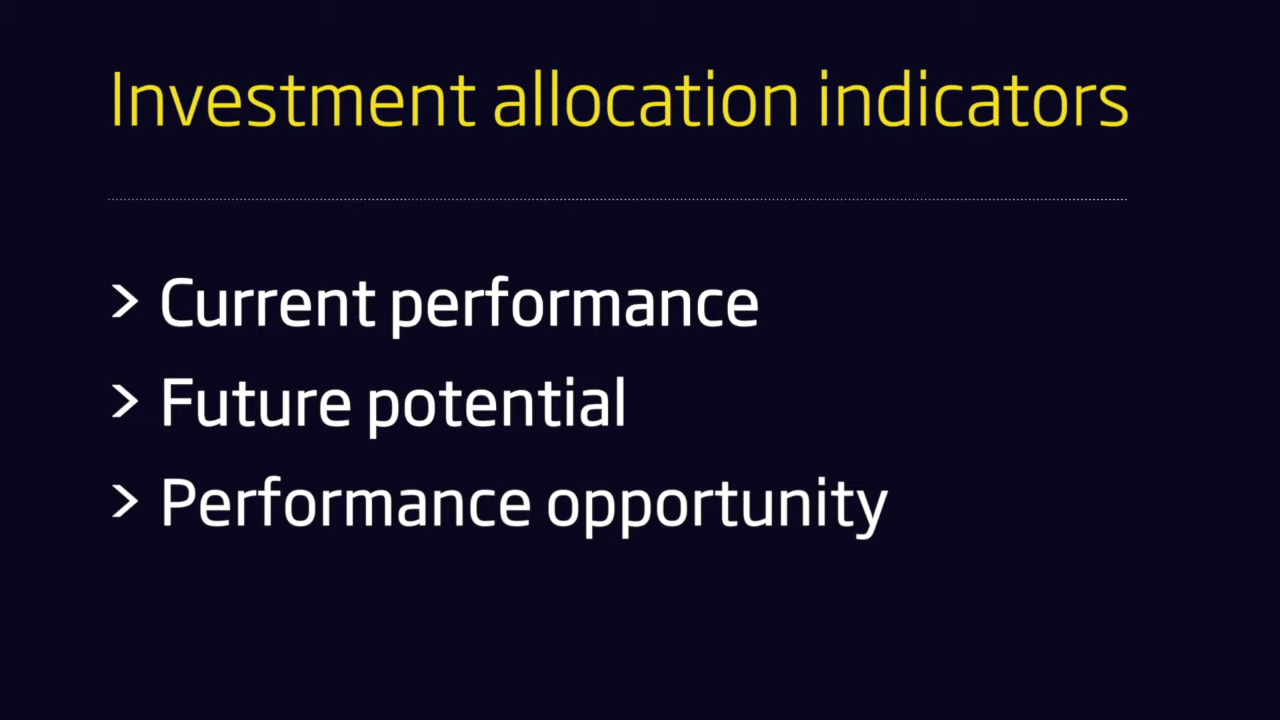 Investment allocation indicators
> Current performance
> Future potential
> Performance opportunity